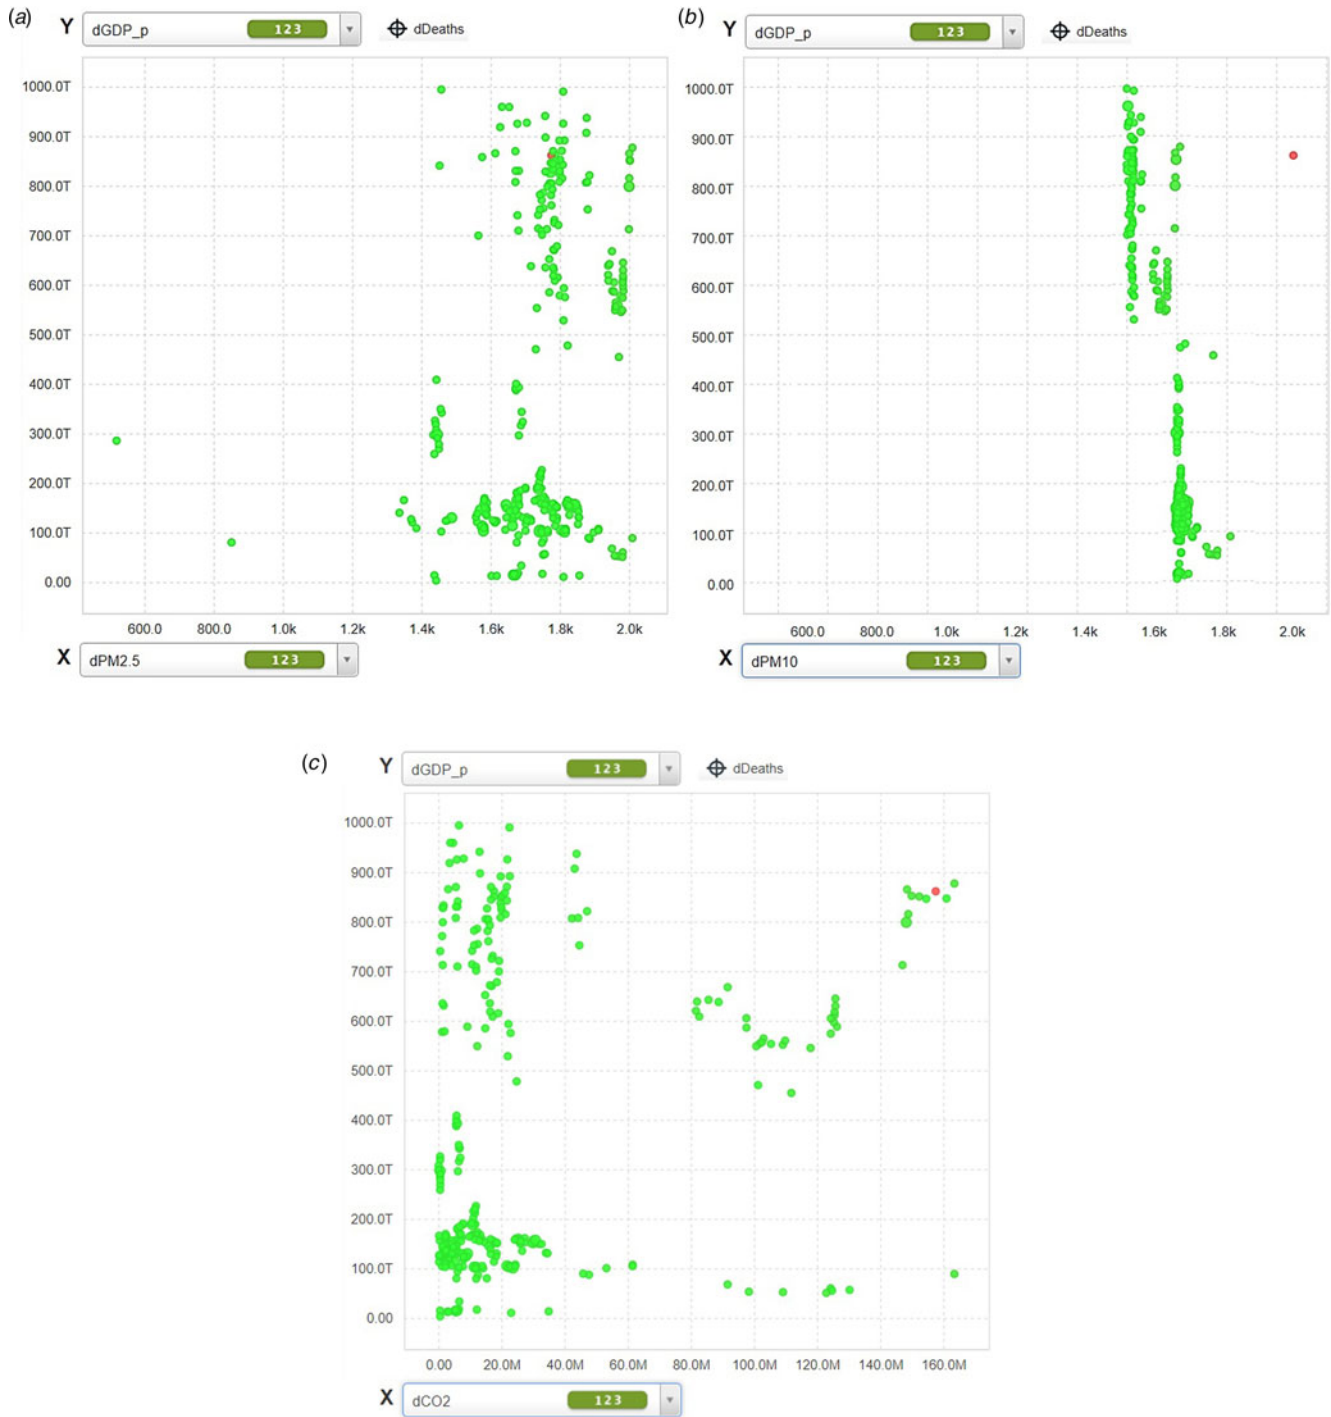 (a) Y dGDP_p 123 dDeaths
1000.0T
900.0T
800.0T
700.0T
600.0T
500.0T
400.0T
300.0T
200.0T
100.0T
0.00
600.0 800.0 1.0k 1.2k 1.4k 1.6k 1.8k 2.0k
X dPM2.5 123
(b) Y dGDP_p 123 dDeaths
1000.0T
900.0T
800.0T
700.0T
600.0T
500.0T
400.0T
300.0T
200.0T
100.0T
0.00
600.0 800.0 1.0k 1.2k 1.4k 1.6k 1.8k 2.0k
X dPM10 123
(c) Y dGDP_p 123 dDeaths
1000.0T
900.0T
800.0T
700.0T
600.0T
500.0T
400.0T
300.0T
200.0T
100.0T
0.00
0.00 20.0M 40.0M 60.0M 80.0M 100.0M 120.0M 140.0M 160.0M
X dCO2 123